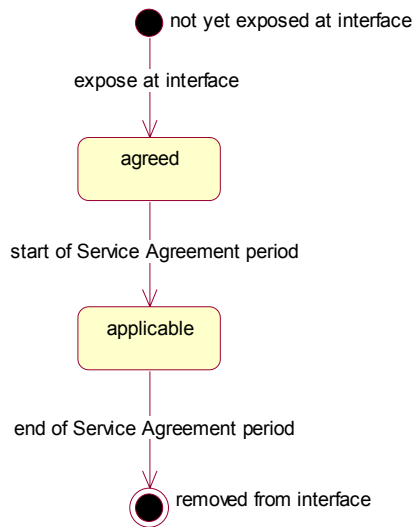 not yet exposed at interface
expose at interface
agreed
start of Service Agreement period
applicable
end of Service Agreement period
removed from interface